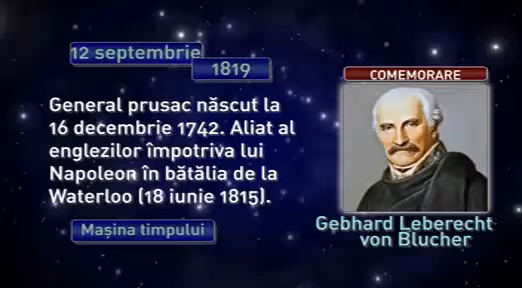 12 septembrie
1819
COMEMORARE
General prusac născut la
16 decembrie 1742. Aliat al
englezilor împotriva lui
Napoleon în bătălia de la
Waterloo (18 iunie 1815).
Mașina timpului
Gebhard Leberecht
von Blucher